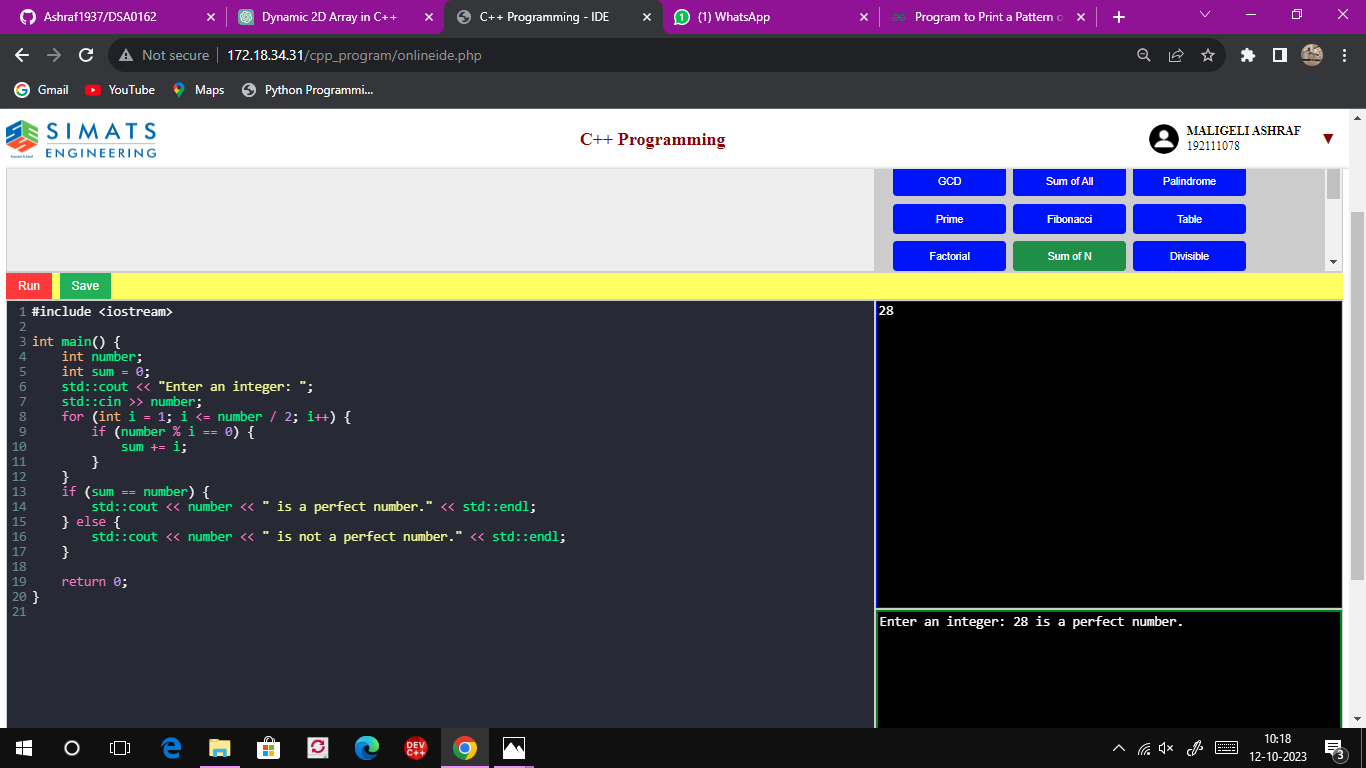 Ashraf1937/DSA0162
Dynamic 2D Array in C++
C++ Programming - IDE
(1) WhatsApp
Program to Print a Pattern o
Not secure
172.18.34.31/cpp_program/onlineide.php
Gmail
YouTube
Maps
Python Programmi...
SIMATS
ENGINEERING
C++ Programming
MALIGELI ASHRAF
192111078
GCD
Sum of All
Palindrome
Prime
Fibonacci
Table
Factorial
Sum of N
Divisible
Run
Save
1 #include <iostream>
2
3 int main() {
4     int number;
5     int sum = 0;
6     std::cout << "Enter an integer: ";
7     std::cin >> number;
8     for (int i = 1; i <= number / 2; i++) {
9         if (number % i == 0) {
10             sum += i;
11         }
12     }
13     if (sum == number) {
14         std::cout << number << " is a perfect number." << std::endl;
15     } else {
16         std::cout << number << " is not a perfect number." << std::endl;
17     }
18
19     return 0;
20 }
21
28
Enter an integer: 28 is a perfect number.
DEV
C++
10:18
12-10-2023
3